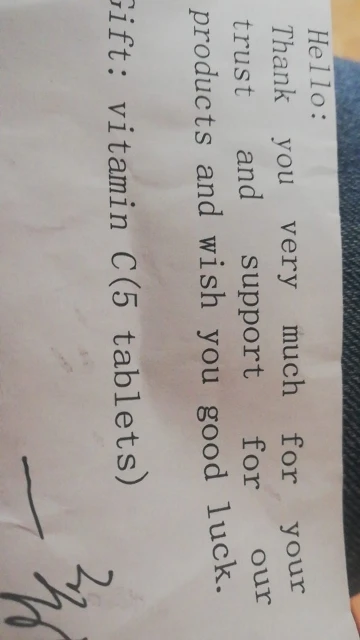 Hello:
Thank you very much for your
trust and support for our
products and wish you good luck.
Gift: vitamin C(5 tablets)